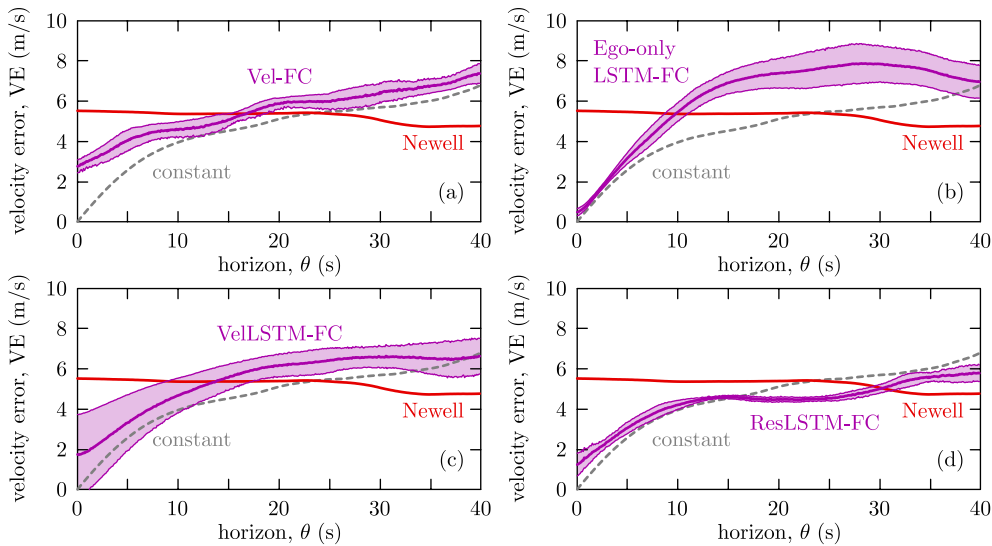 velocity error, VE (m/s)
10
8
6
4
2
0
Vel-FC
Newell
constant
(a)
0 10 20 30 40
horizon, θ (s)
velocity error, VE (m/s)
10
8
6
4
2
0
Ego-only
LSTM-FC
Newell
constant
(b)
0 10 20 30 40
horizon, θ (s)
velocity error, VE (m/s)
10
8
6
4
2
0
VelLSTM-FC
Newell
constant
(c)
0 10 20 30 40
horizon, θ (s)
velocity error, VE (m/s)
10
8
6
4
2
0
Newell
ResLSTM-FC
constant
(d)
0 10 20 30 40
horizon, θ (s)